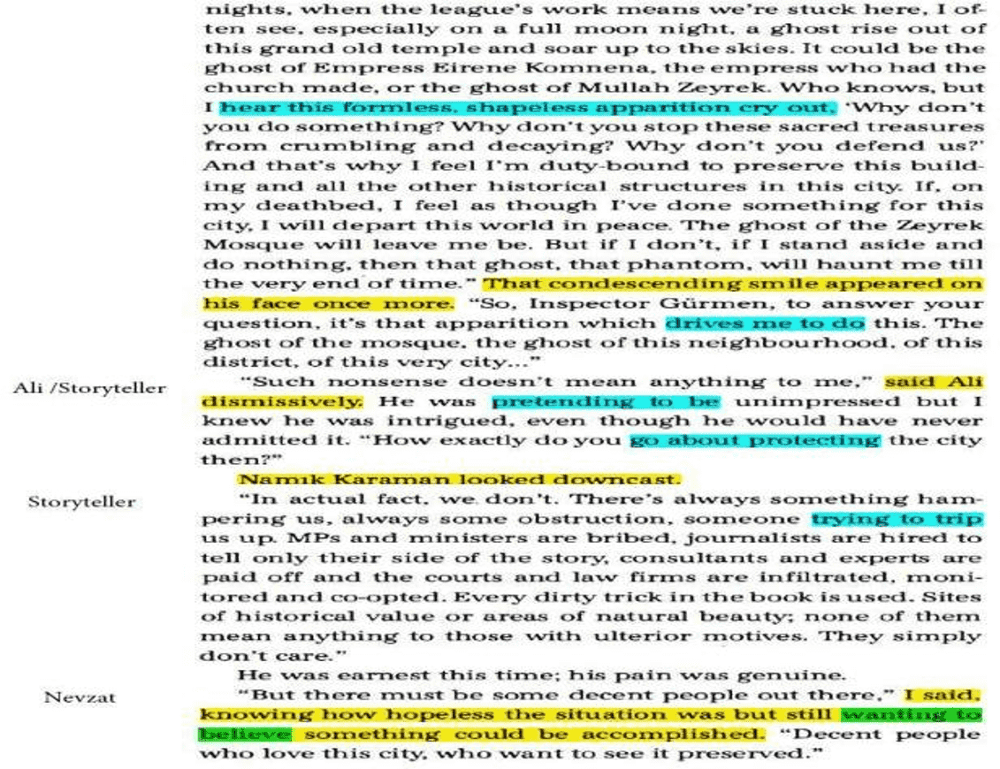 nights, when the league's work means we're stuck here, I of-
ten see, especially on a full moon night, a ghost rise out of
this grand old temple and soar up to the skies. It could be the
ghost of Empress Eirene Komnena, the empress who had the
church made, or the ghost of Mullah Zeyrek. Who knows, but
I hear this formless, shapeless apparition cry out, 'Why don't
you do something? Why don't you stop these sacred treasures
from crumbling and decaying? Why don't you defend us?'
And that's why I feel I'm duty-bound to preserve this build-
ing and all the other historical structures in this city. If, on
my deathbed, I feel as though I've done something for this
city, I will depart this world in peace. The ghost of the Zeyrek
Mosque will leave me be. But if I don't, if I stand aside and
do nothing, then that ghost, that phantom, will haunt me till
the very end of time." That condescending smile appeared on
his face once more. "So, Inspector Gürmen, to answer your
question, it's that apparition which drives me to do this. The
ghost of the mosque, the ghost of this neighbourhood, of this
district, of this very city..."
Ali /Storyteller
"Such nonsense doesn't mean anything to me," said Ali
dismissively. He was pretending to be unimpressed but I
knew he was intrigued, even though he would have never
admitted it. "How exactly do you go about protecting the city
then?"
Namık Karaman looked downcast.
Storyteller
"In actual fact, we don't. There's always something ham-
pering us, always some obstruction, someone trying to trip
us up. MPs and ministers are bribed, journalists are hired to
tell only their side of the story, consultants and experts are
paid off and the courts and law firms are infiltrated, moni-
tored and co-opted. Every dirty trick in the book is used. Sites
of historical value or areas of natural beauty; none of them
mean anything to those with ulterior motives. They simply
don't care."
He was earnest this time; his pain was genuine.
Nevzat
"But there must be some decent people out there," I said,
knowing how hopeless the situation was but still wanting to
believe something could be accomplished. "Decent people
who love this city, who want to see it preserved."